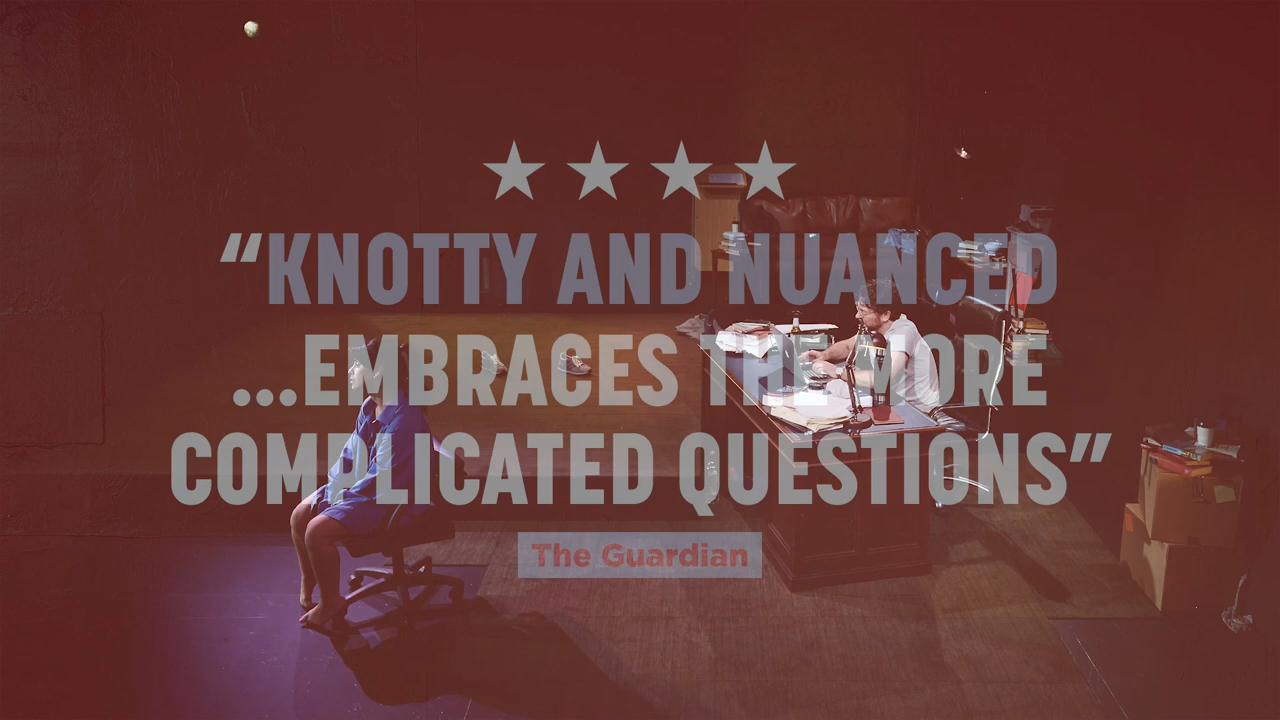 ★★★★
“KNOTTY AND NUANCED
...EMBRACES THE MORE
COMPLICATED QUESTIONS”
The Guardian